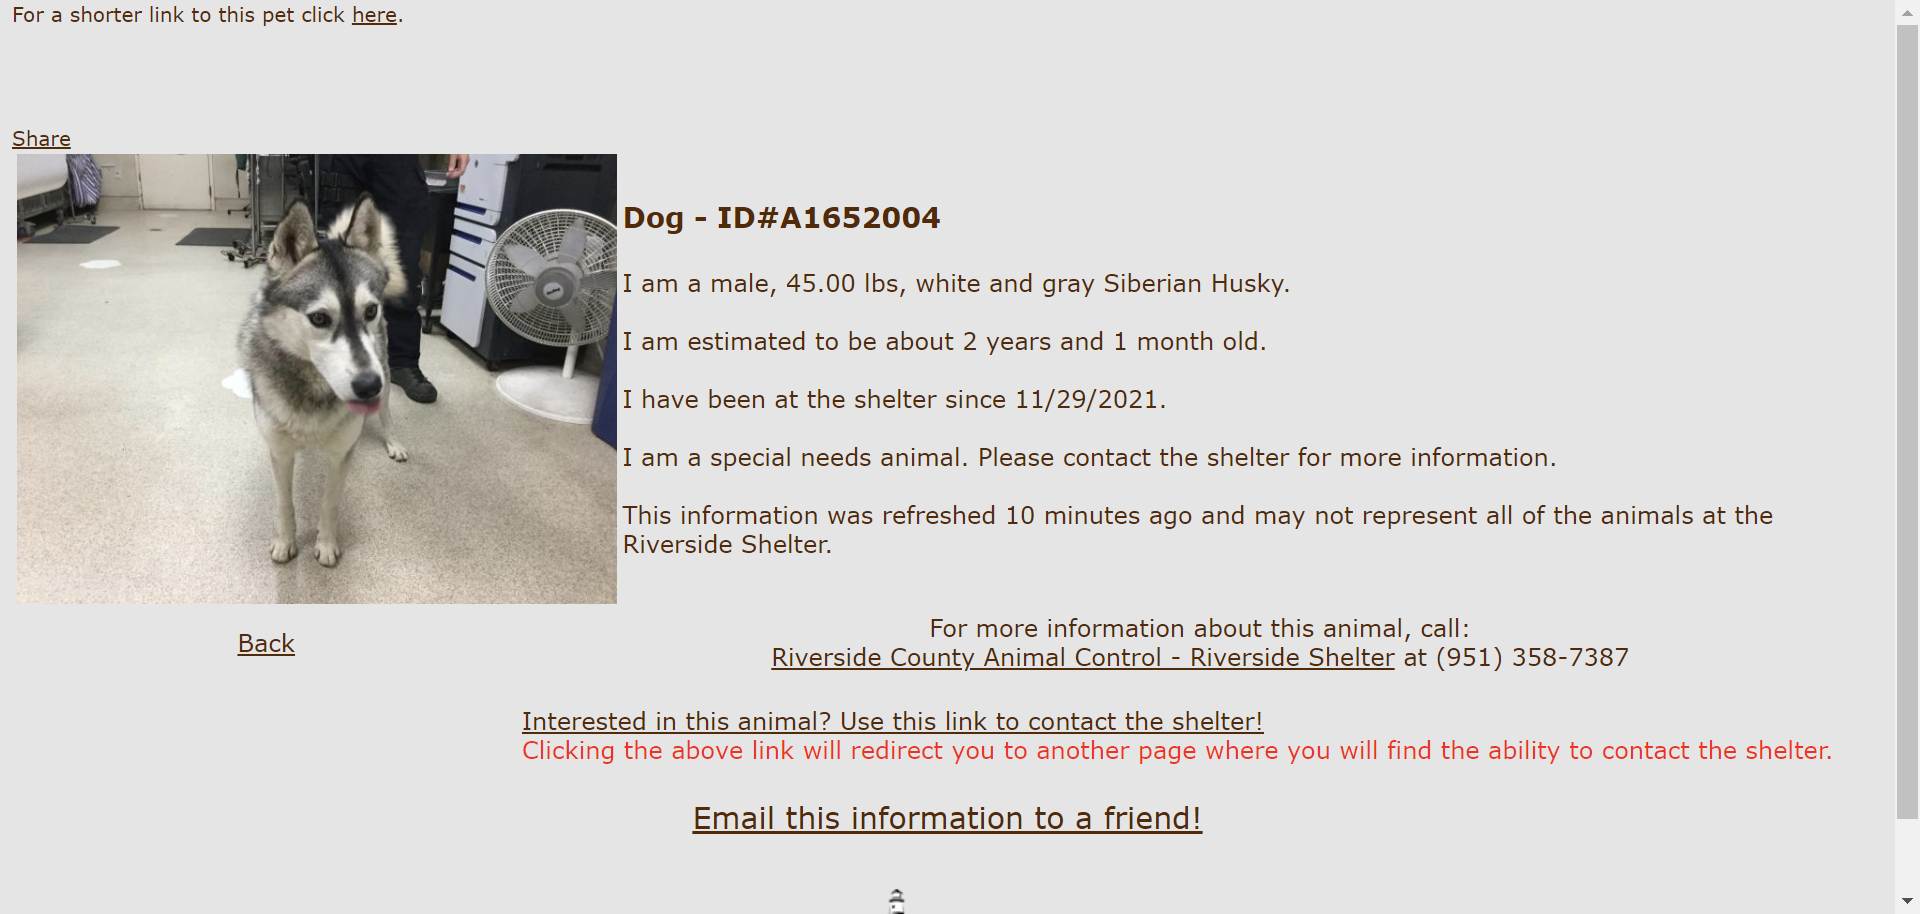 For a shorter link to this pet click here.
Share
Dog - ID#A1652004
I am a male, 45.00 lbs, white and gray Siberian Husky.
I am estimated to be about 2 years and 1 month old.
I have been at the shelter since 11/29/2021.
I am a special needs animal. Please contact the shelter for more information.
This information was refreshed 10 minutes ago and may not represent all of the animals at the
Riverside Shelter.
Back
For more information about this animal, call:
Riverside County Animal Control - Riverside Shelter at (951) 358-7387
Interested in this animal? Use this link to contact the shelter!
Clicking the above link will redirect you to another page where you will find the ability to contact the shelter.
Email this information to a friend!